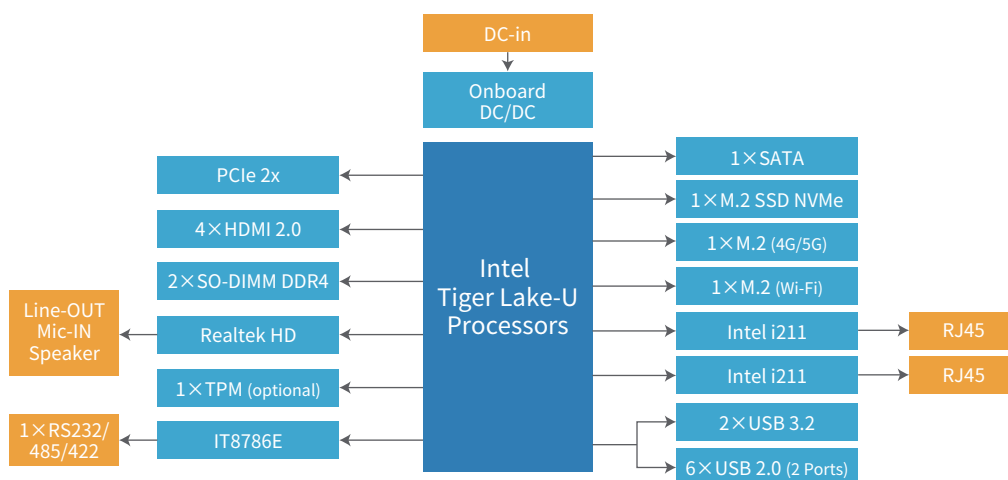 DC-in
Onboard
DC/DC
Intel
Tiger Lake-U
Processors
PCIe 2x
4×HDMI 2.0
2×SO-DIMM DDR4
Realtek HD
1×TPM (optional)
IT8786E
Line-OUT
Mic-IN
Speaker
1×RS232/
485/422
1×SATA
1×M.2 SSD NVMe
1×M.2 (4G/5G)
1×M.2 (Wi-Fi)
Intel i211
RJ45
Intel i211
RJ45
2×USB 3.2
6×USB 2.0 (2 Ports)